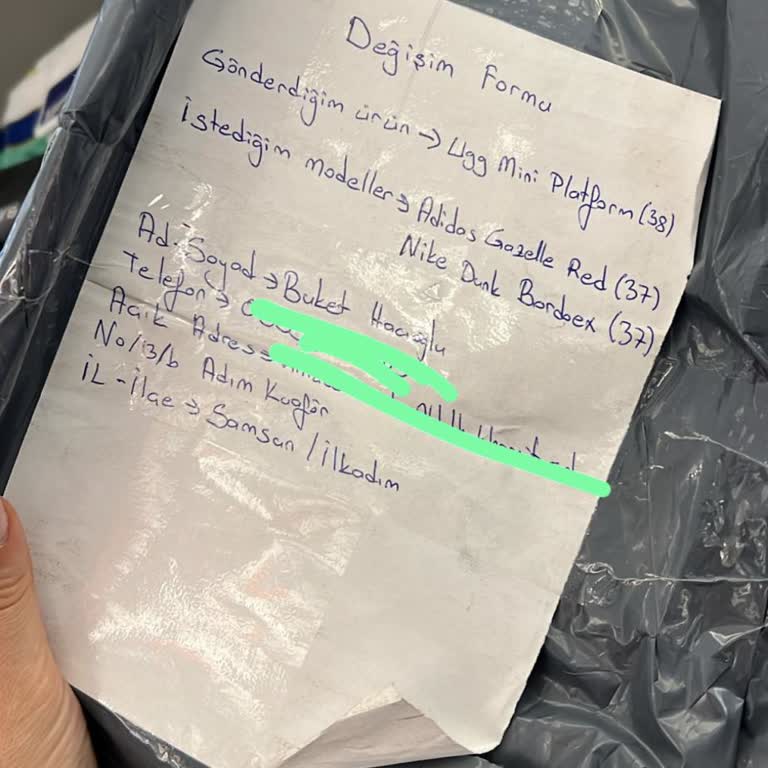 Değişim Formu
Gönderdiğim ürün → Ugg Mini Platform (38)
İstediğim modeller → Adidas Gazelle Red (37)
Nike Dunk Bordoex (37)
Ad-Soyad → Buket Hacıoğlu
Telefon →
Açık Adres
No/3/b Adım Kuaför
İL-İlçe → Samsun / İlkadım